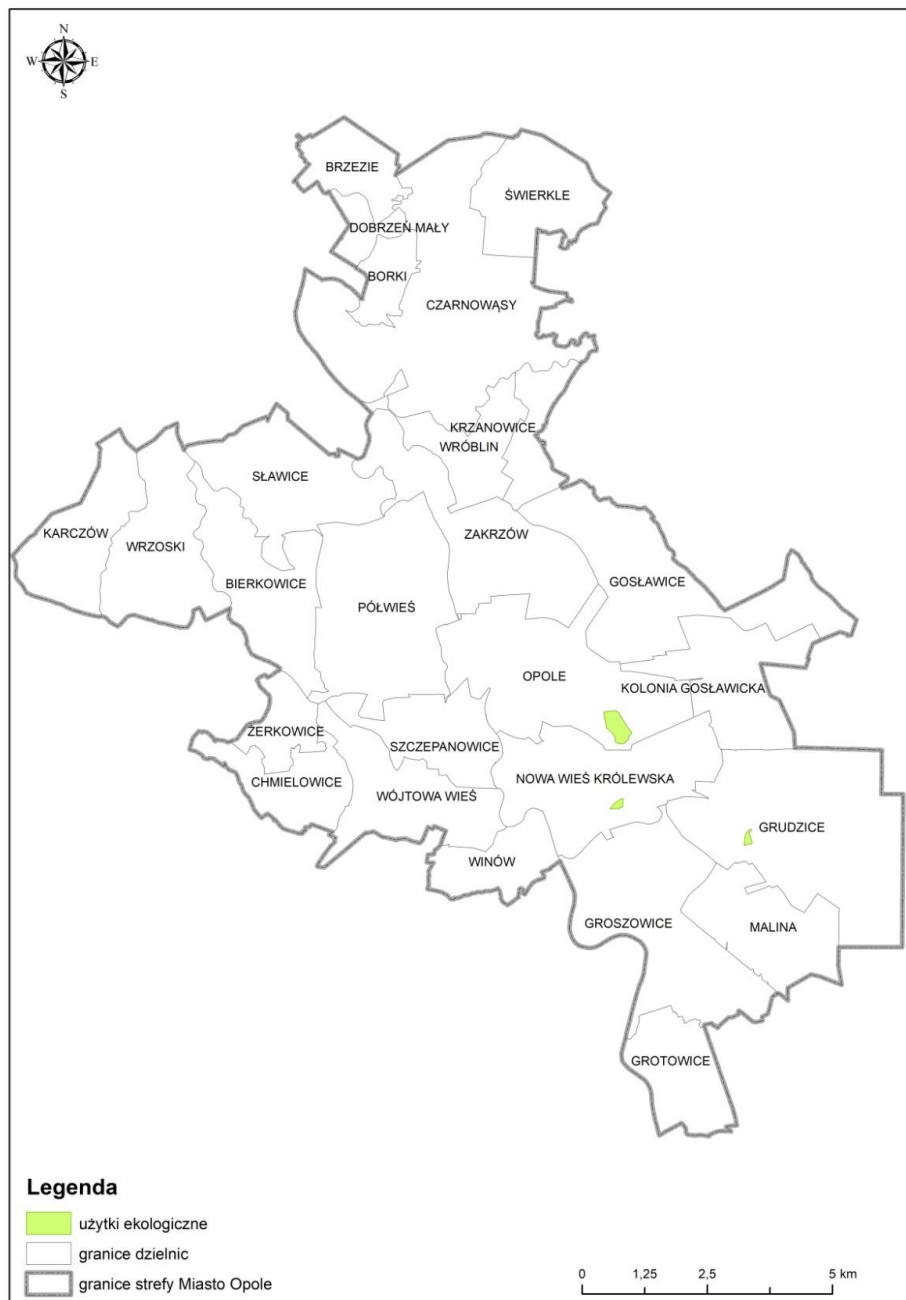 N
W E
S
BRZEZIE
ŚWIERKLE
DOBRZEŃ MAŁY
BORKI
CZARNOWĄSY
KRZANOWICE
WRÓBLIN
SŁAWICE
KARCZÓW
WRZOSKI
ZAKRZÓW
BIERKOWICE
GOSŁAWICE
PÓŁWIEŚ
OPOLE
KOLONIA GOSŁAWICKA
ŻERKOWICE
SZCZEPANOWICE
CHMIELOWICE
NOWA WIEŚ KRÓLEWSKA
WÓJTOWA WIEŚ
GRUDZICE
WINÓW
GROSZOWICE
MALINA
GROTOWICE
Legenda
użytki ekologiczne
granice dzielnic
granice strefy Miasto Opole
0 1,25 2,5 5 km